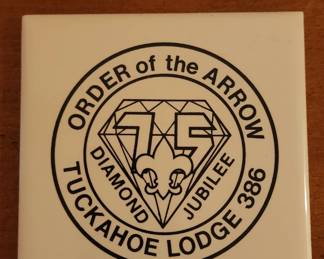 ORDER of the ARROW
75
DIAMOND JUBILEE
TUCKAHOE LODGE 386